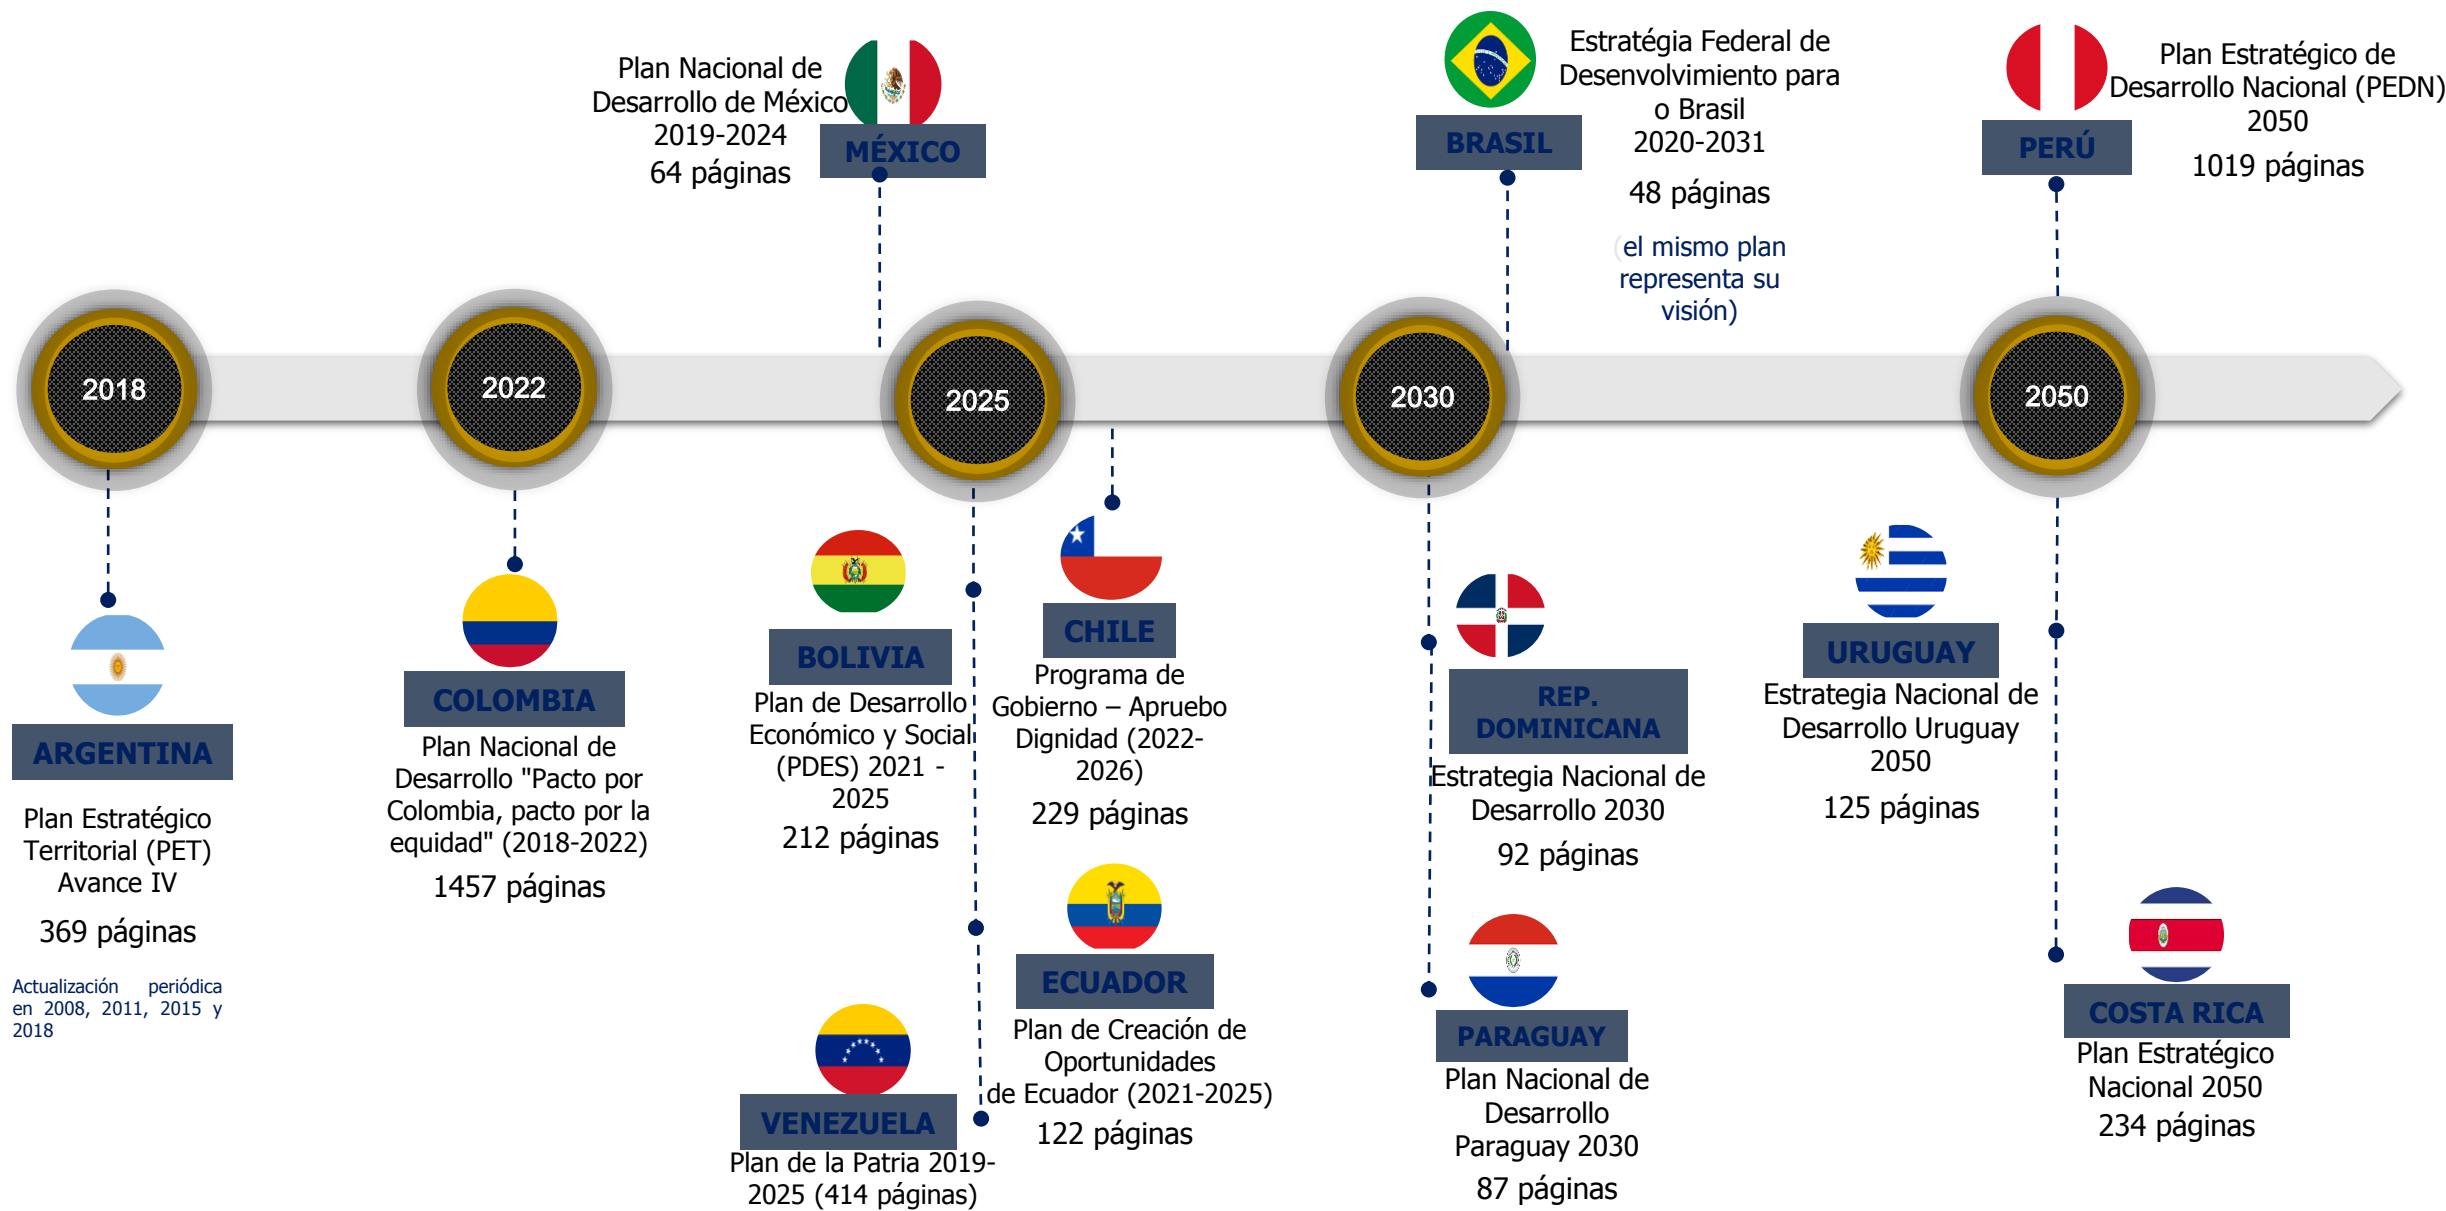 Plan Nacional de
Desarrollo de México
2019-2024
64 páginas
MÉXICO
BRASIL
Estratégia Federal de
Desenvolvimiento para
o Brasil
2020-2031
48 páginas
(el mismo plan
representa su
visión)
PERÚ
Plan Estratégico de
Desarrollo Nacional (PEDN)
2050
1019 páginas
2018
2022
2025
2030
2050
ARGENTINA
Plan Estratégico
Territorial (PET)
Avance IV
369 páginas
Actualización periódica
en 2008, 2011, 2015 y
2018
COLOMBIA
Plan Nacional de
Desarrollo "Pacto por
Colombia, pacto por la
equidad" (2018-2022)
1457 páginas
BOLIVIA
Plan de Desarrollo
Económico y Social
(PDES) 2021 -
2025
212 páginas
VENEZUELA
Plan de la Patria 2019-
2025 (414 páginas)
CHILE
Programa de
Gobierno – Apruebo
Dignidad (2022-
2026)
229 páginas
ECUADOR
Plan de Creación de
Oportunidades
de Ecuador (2021-2025)
122 páginas
REP.
DOMINICANA
Estrategia Nacional de
Desarrollo 2030
92 páginas
PARAGUAY
Plan Nacional de
Desarrollo
Paraguay 2030
87 páginas
URUGUAY
Estrategia Nacional de
Desarrollo Uruguay
2050
125 páginas
COSTA RICA
Plan Estratégico
Nacional 2050
234 páginas